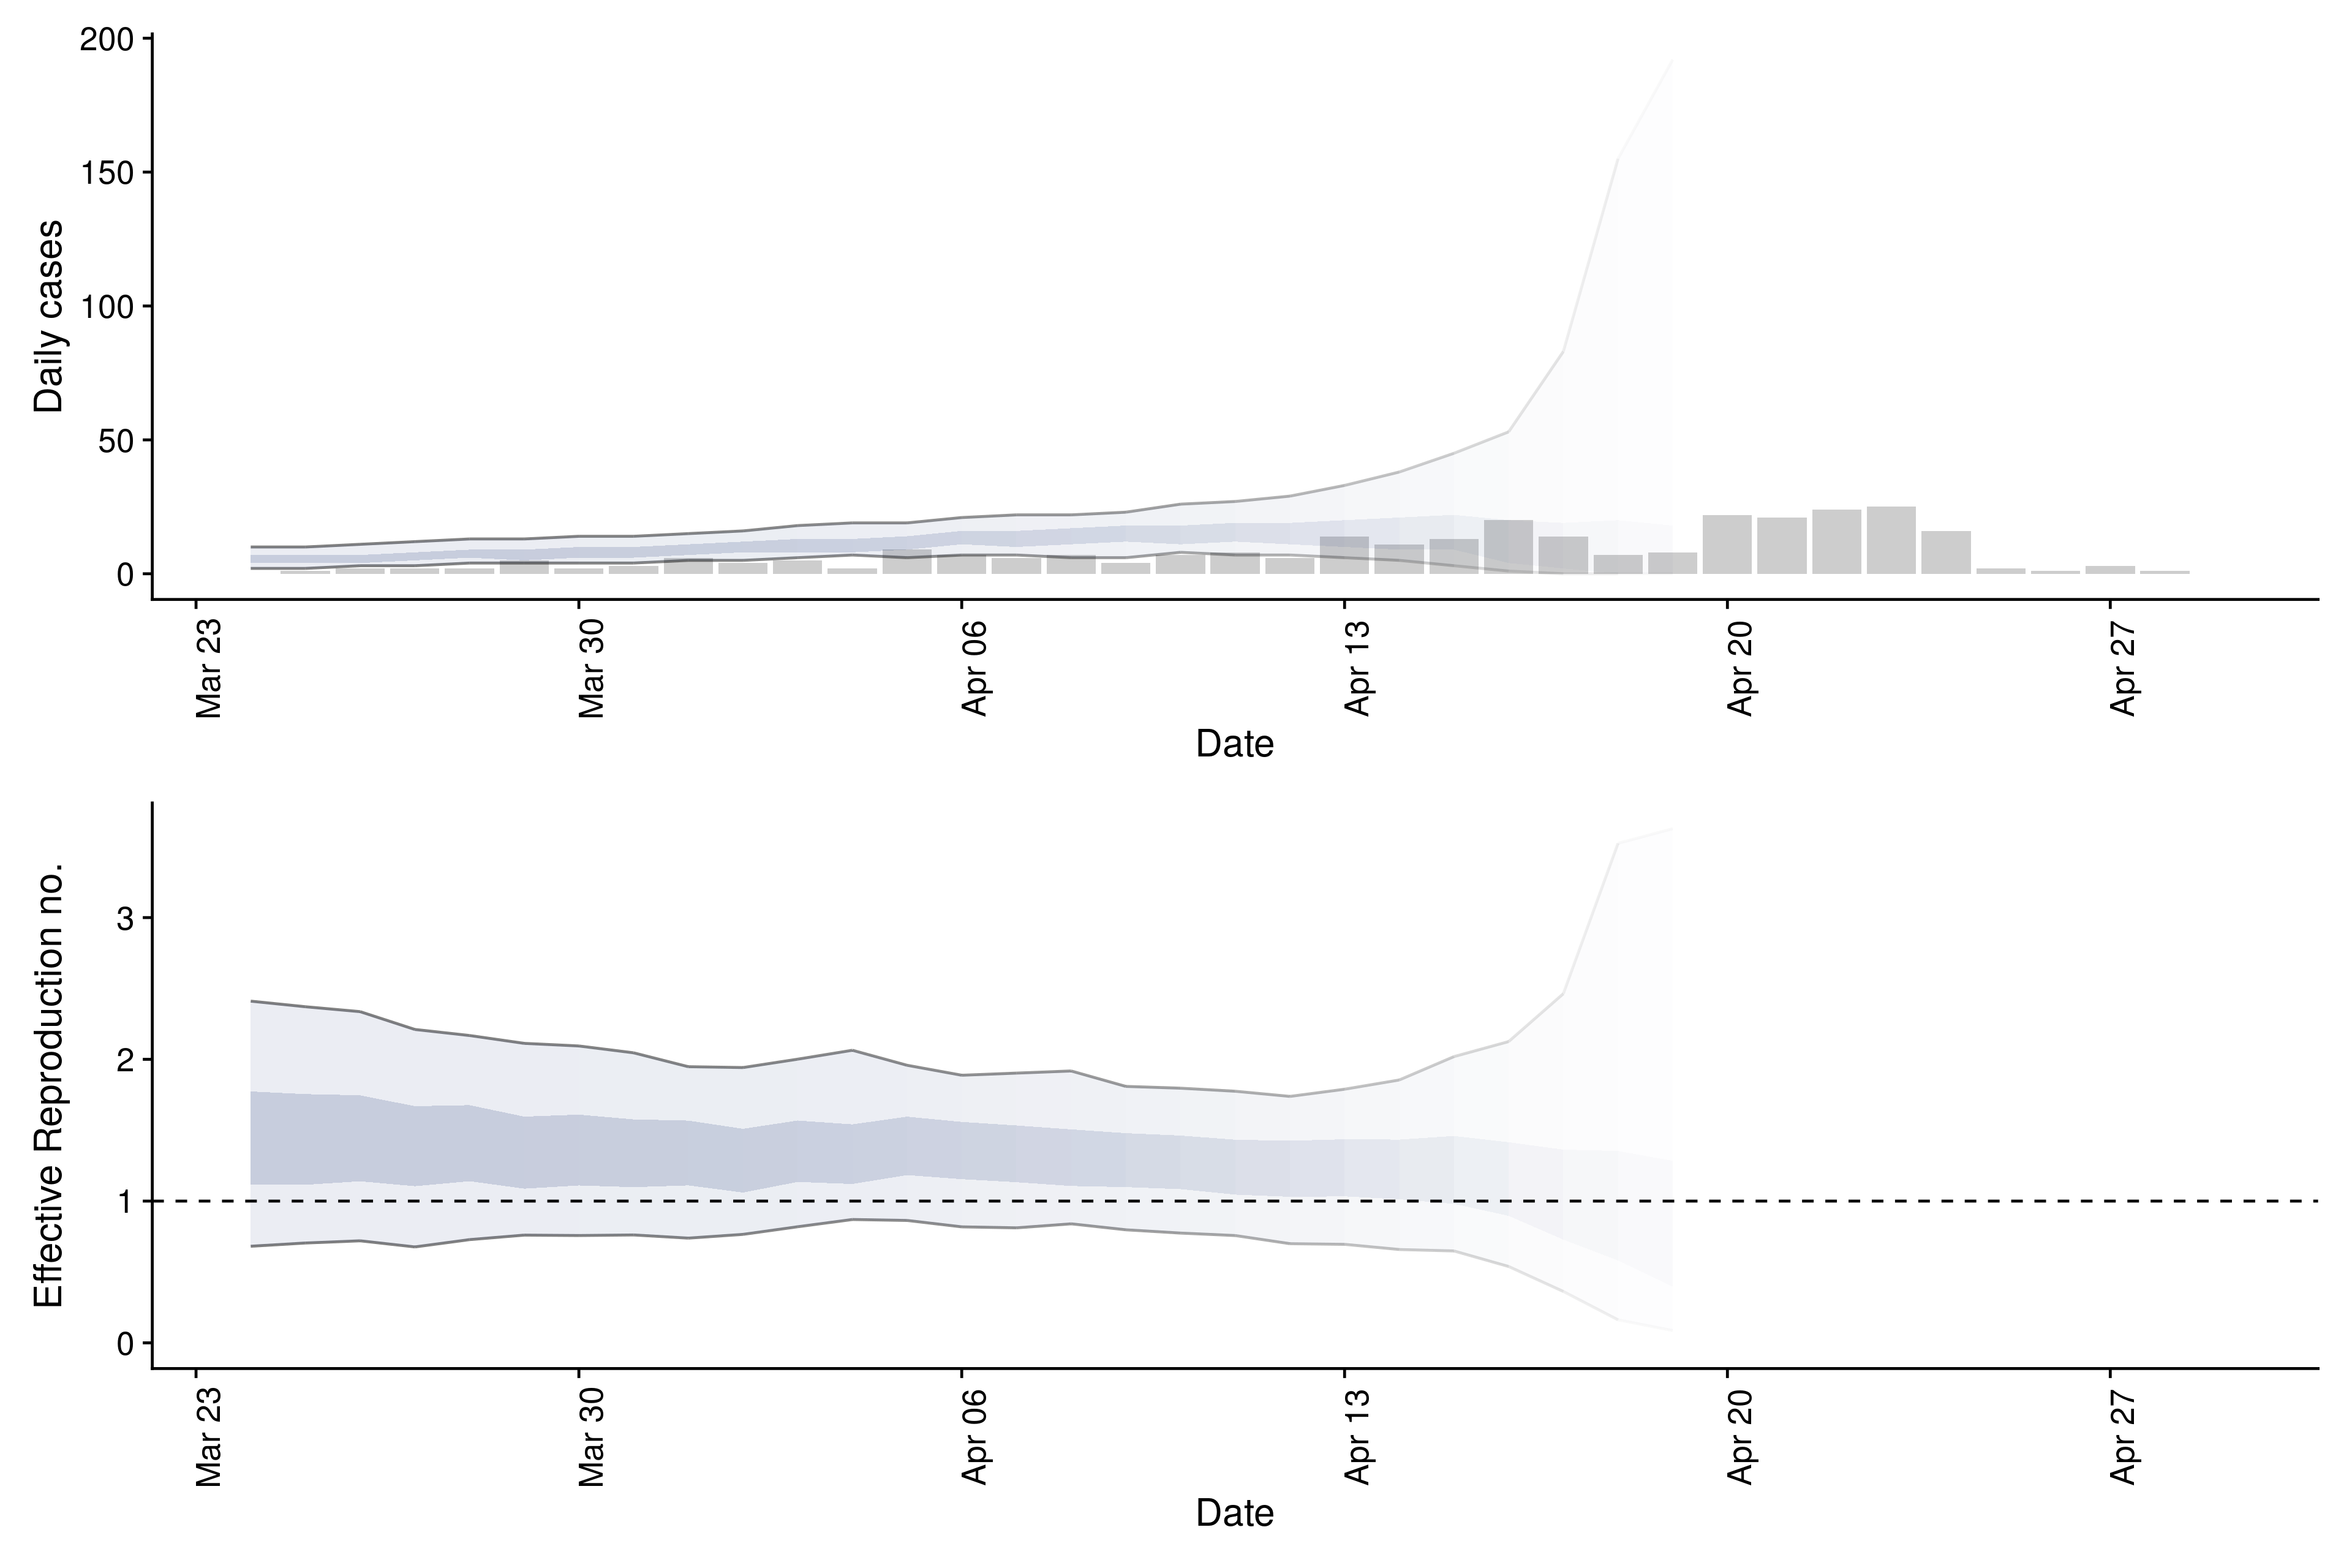 200
150
100
50
0
Daily cases
Mar 23
Mar 30
Apr 06
Apr 13
Apr 20
Apr 27
Date
3
2
1
0
Effective Reproduction no.
Mar 23
Mar 30
Apr 06
Apr 13
Apr 20
Apr 27
Date